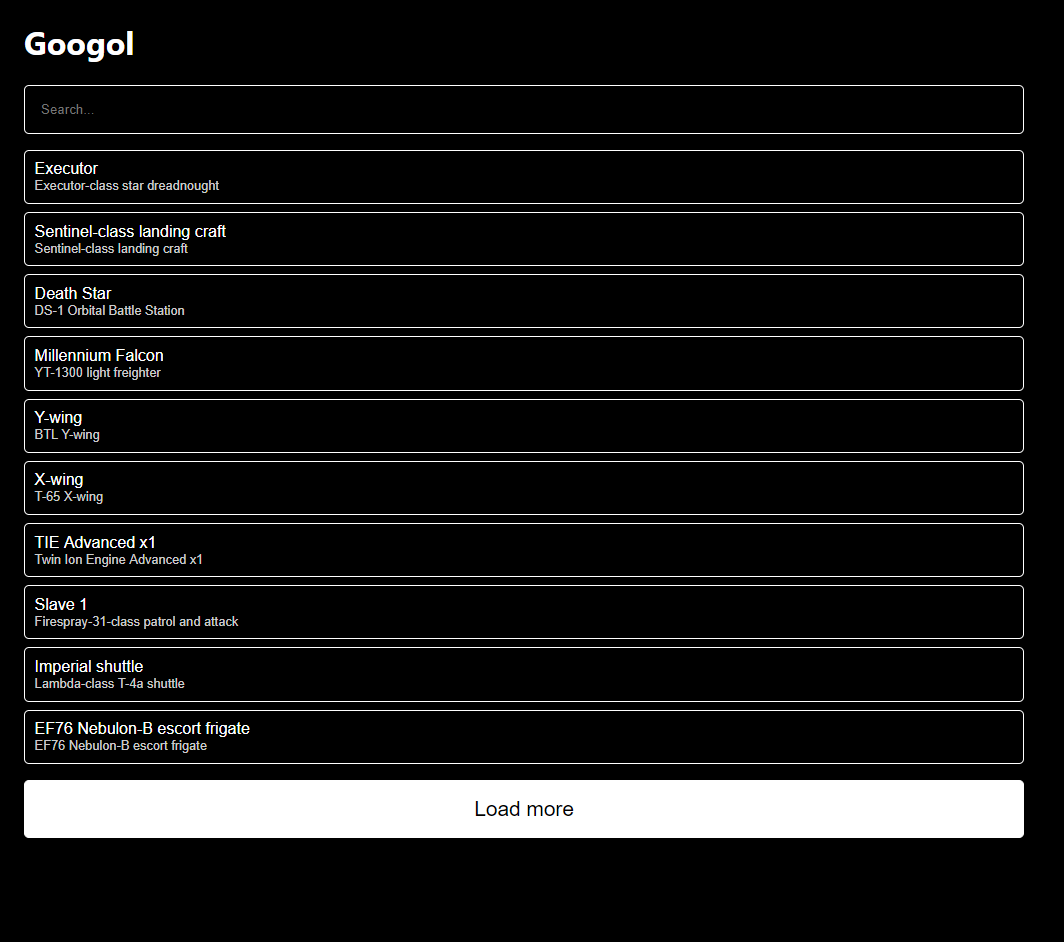 Googol
Search...
Executor
Executor-class star dreadnought
Sentinel-class landing craft
Sentinel-class landing craft
Death Star
DS-1 Orbital Battle Station
Millennium Falcon
YT-1300 light freighter
Y-wing
BTL Y-wing
X-wing
T-65 X-wing
TIE Advanced x1
Twin Ion Engine Advanced x1
Slave 1
Firespray-31-class patrol and attack
Imperial shuttle
Lambda-class T-4a shuttle
EF76 Nebulon-B escort frigate
EF76 Nebulon-B escort frigate
Load more